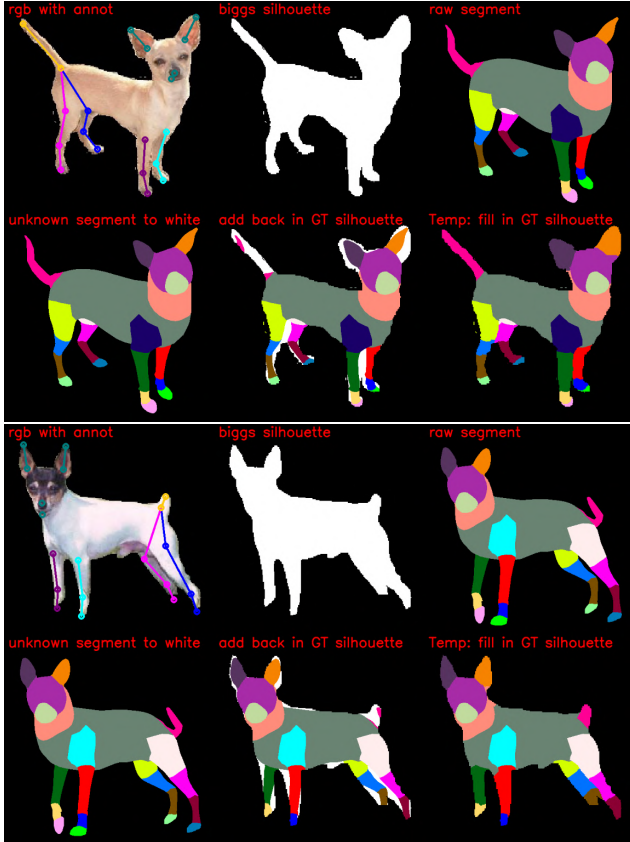 rgb with annot
biggs silhouette
raw segment
unknown segment to white
add back in GT silhouette
Temp: fill in GT silhouette
rgb with annot
biggs silhouette
raw segment
unknown segment to white
add back in GT silhouette
Temp: fill in GT silhouette